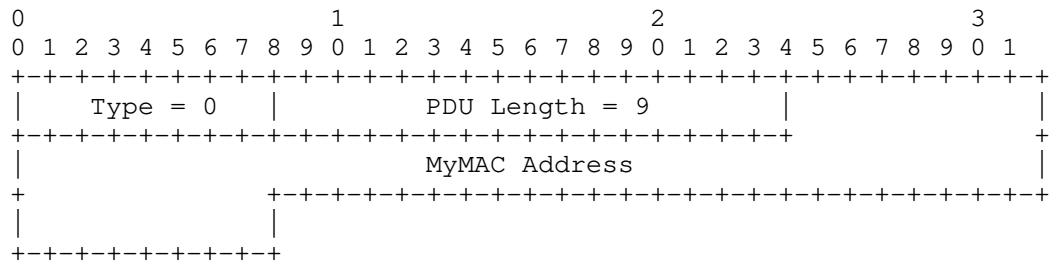 0                   1                   2                   3
0 1 2 3 4 5 6 7 8 9 0 1 2 3 4 5 6 7 8 9 0 1 2 3 4 5 6 7 8 9 0 1
+-+-+-+-+-+-+-+-+-+-+-+-+-+-+-+-+-+-+-+-+-+-+-+-+-+-+-+-+-+-+-+-+
|    Type = 0   |         PDU Length = 9        |               |
+-+-+-+-+-+-+-+-+-+-+-+-+-+-+-+-+-+-+-+-+-+-+-+-+               +
|                         MyMAC Address                         |
+               +-+-+-+-+-+-+-+-+-+-+-+-+-+-+-+-+-+-+-+-+-+-+-+-+
|               |
+-+-+-+-+-+-+-+-+